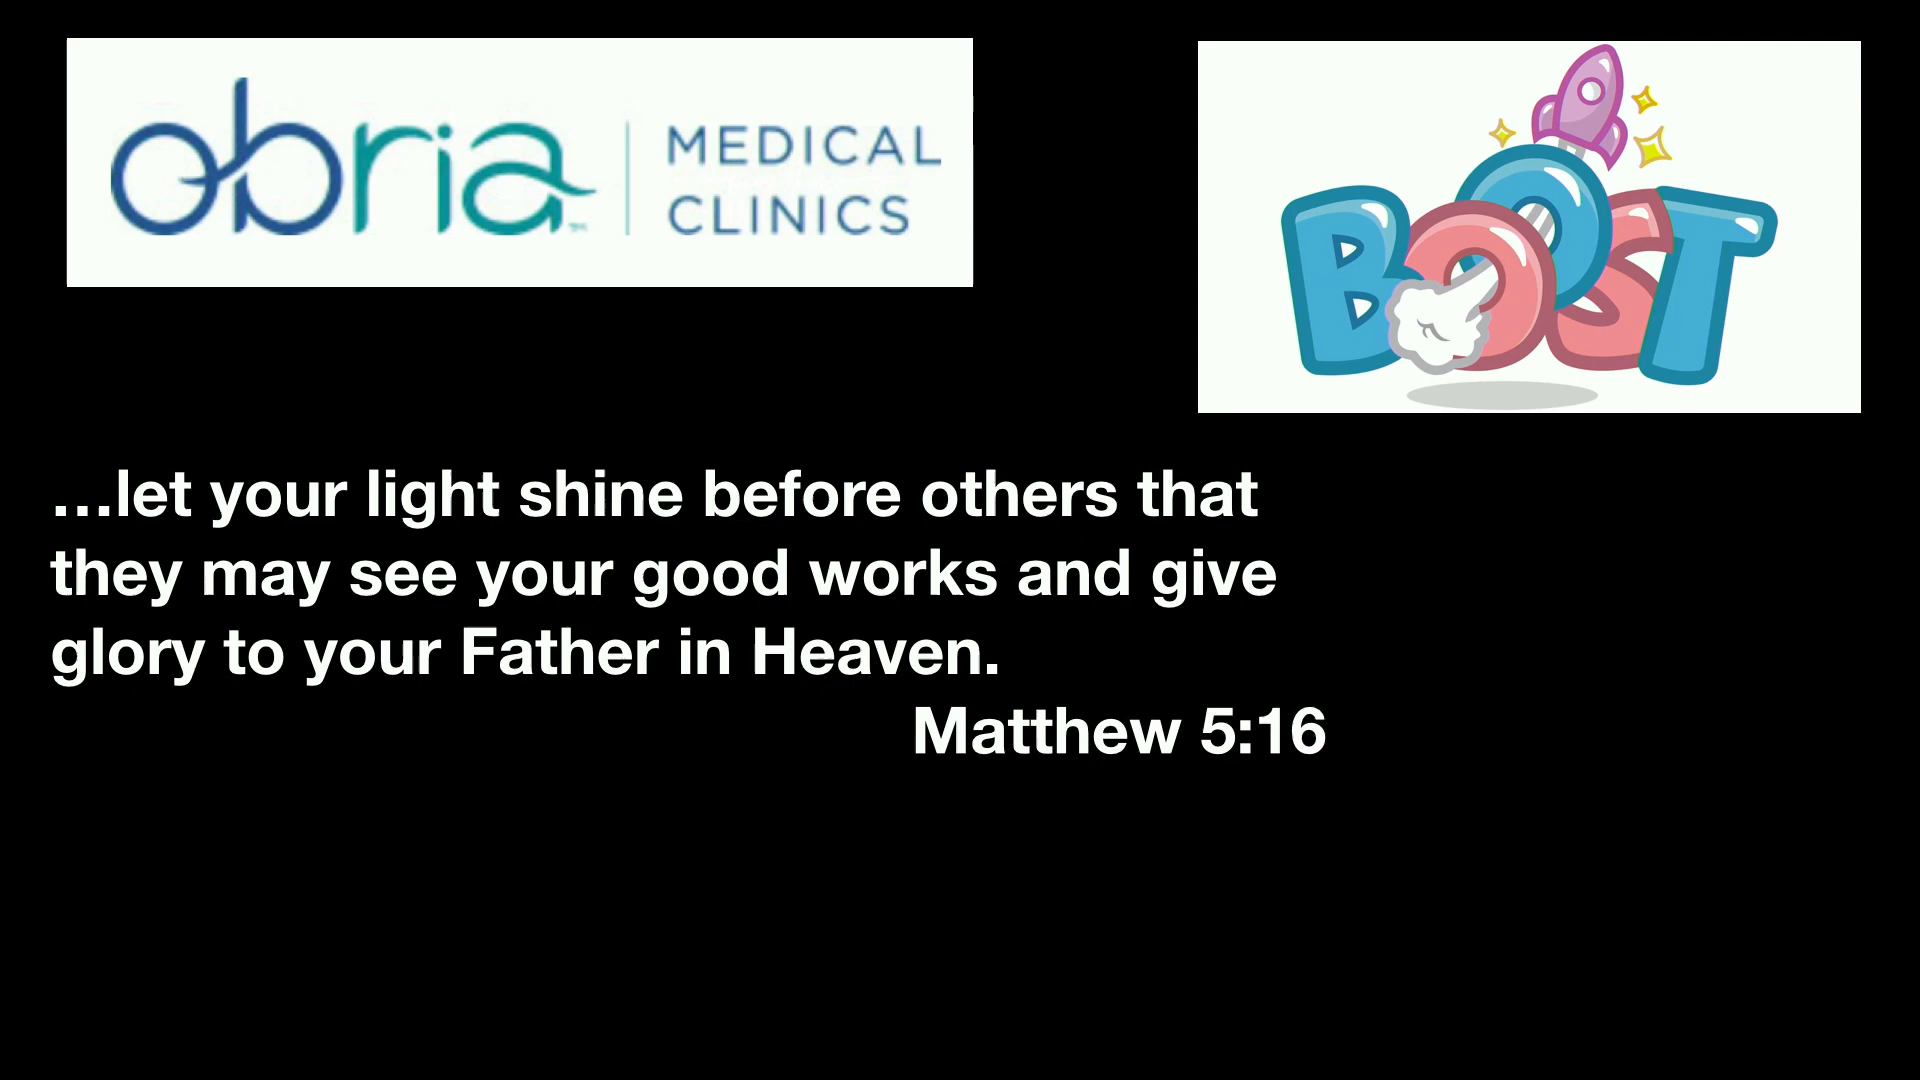 obria™ | MEDICAL
CLINICS
BOOST
…let your light shine before others that
they may see your good works and give
glory to your Father in Heaven.
Matthew 5:16